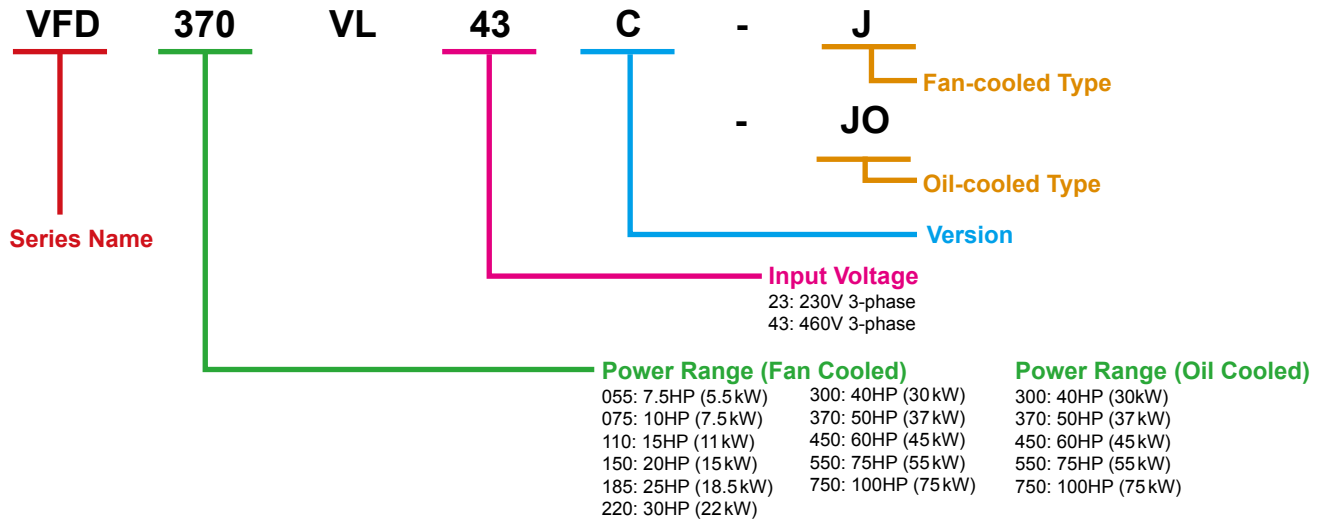 VFD 370 VL 43 C - J
Fan-cooled Type
- JO
Oil-cooled Type
Version
Series Name
Input Voltage
23: 230V 3-phase
43: 460V 3-phase
Power Range (Fan Cooled)
055: 7.5HP (5.5kW)
075: 10HP (7.5kW)
110: 15HP (11kW)
150: 20HP (15kW)
185: 25HP (18.5kW)
220: 30HP (22kW)
300: 40HP (30kW)
370: 50HP (37kW)
450: 60HP (45kW)
550: 75HP (55kW)
750: 100HP (75kW)
Power Range (Oil Cooled)
300: 40HP (30kW)
370: 50HP (37kW)
450: 60HP (45kW)
550: 75HP (55kW)
750: 100HP (75kW)